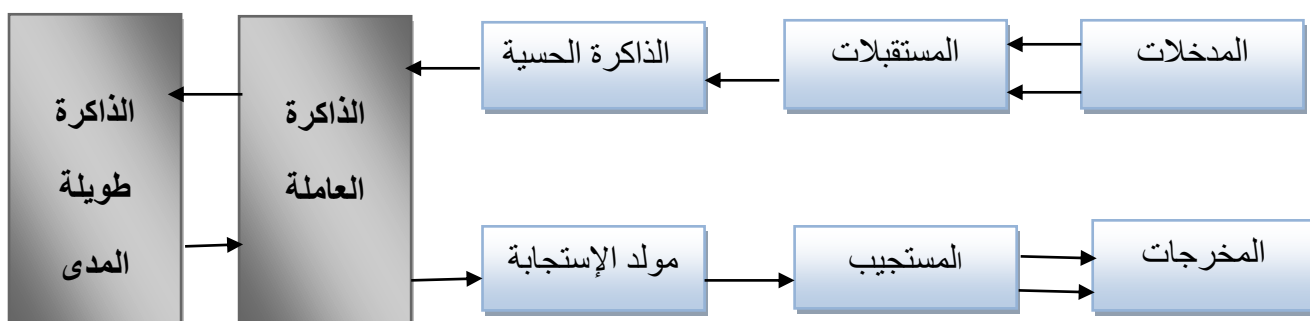 المدخلات
المستقبلات
الذاكرة الحسية
الذاكرة
العاملة
الذاكرة
طويلة
المدى
مولد الإستجابة
المستجيب
المخرجات